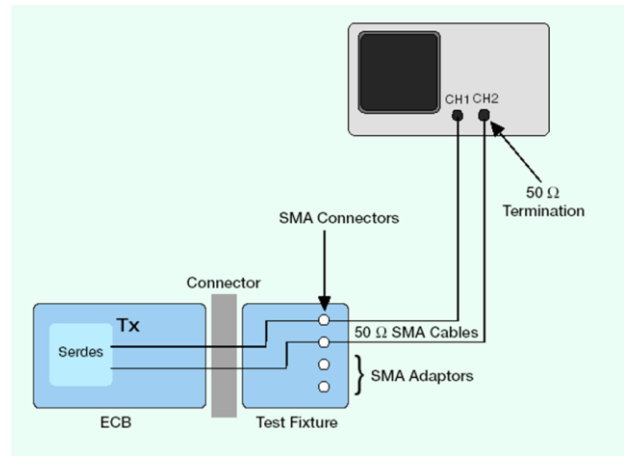 CH1 CH2
50 Ω
Termination
SMA Connectors
Connector
Tx
50 Ω SMA Cables
Serdes
SMA Adaptors
ECB
Test Fixture